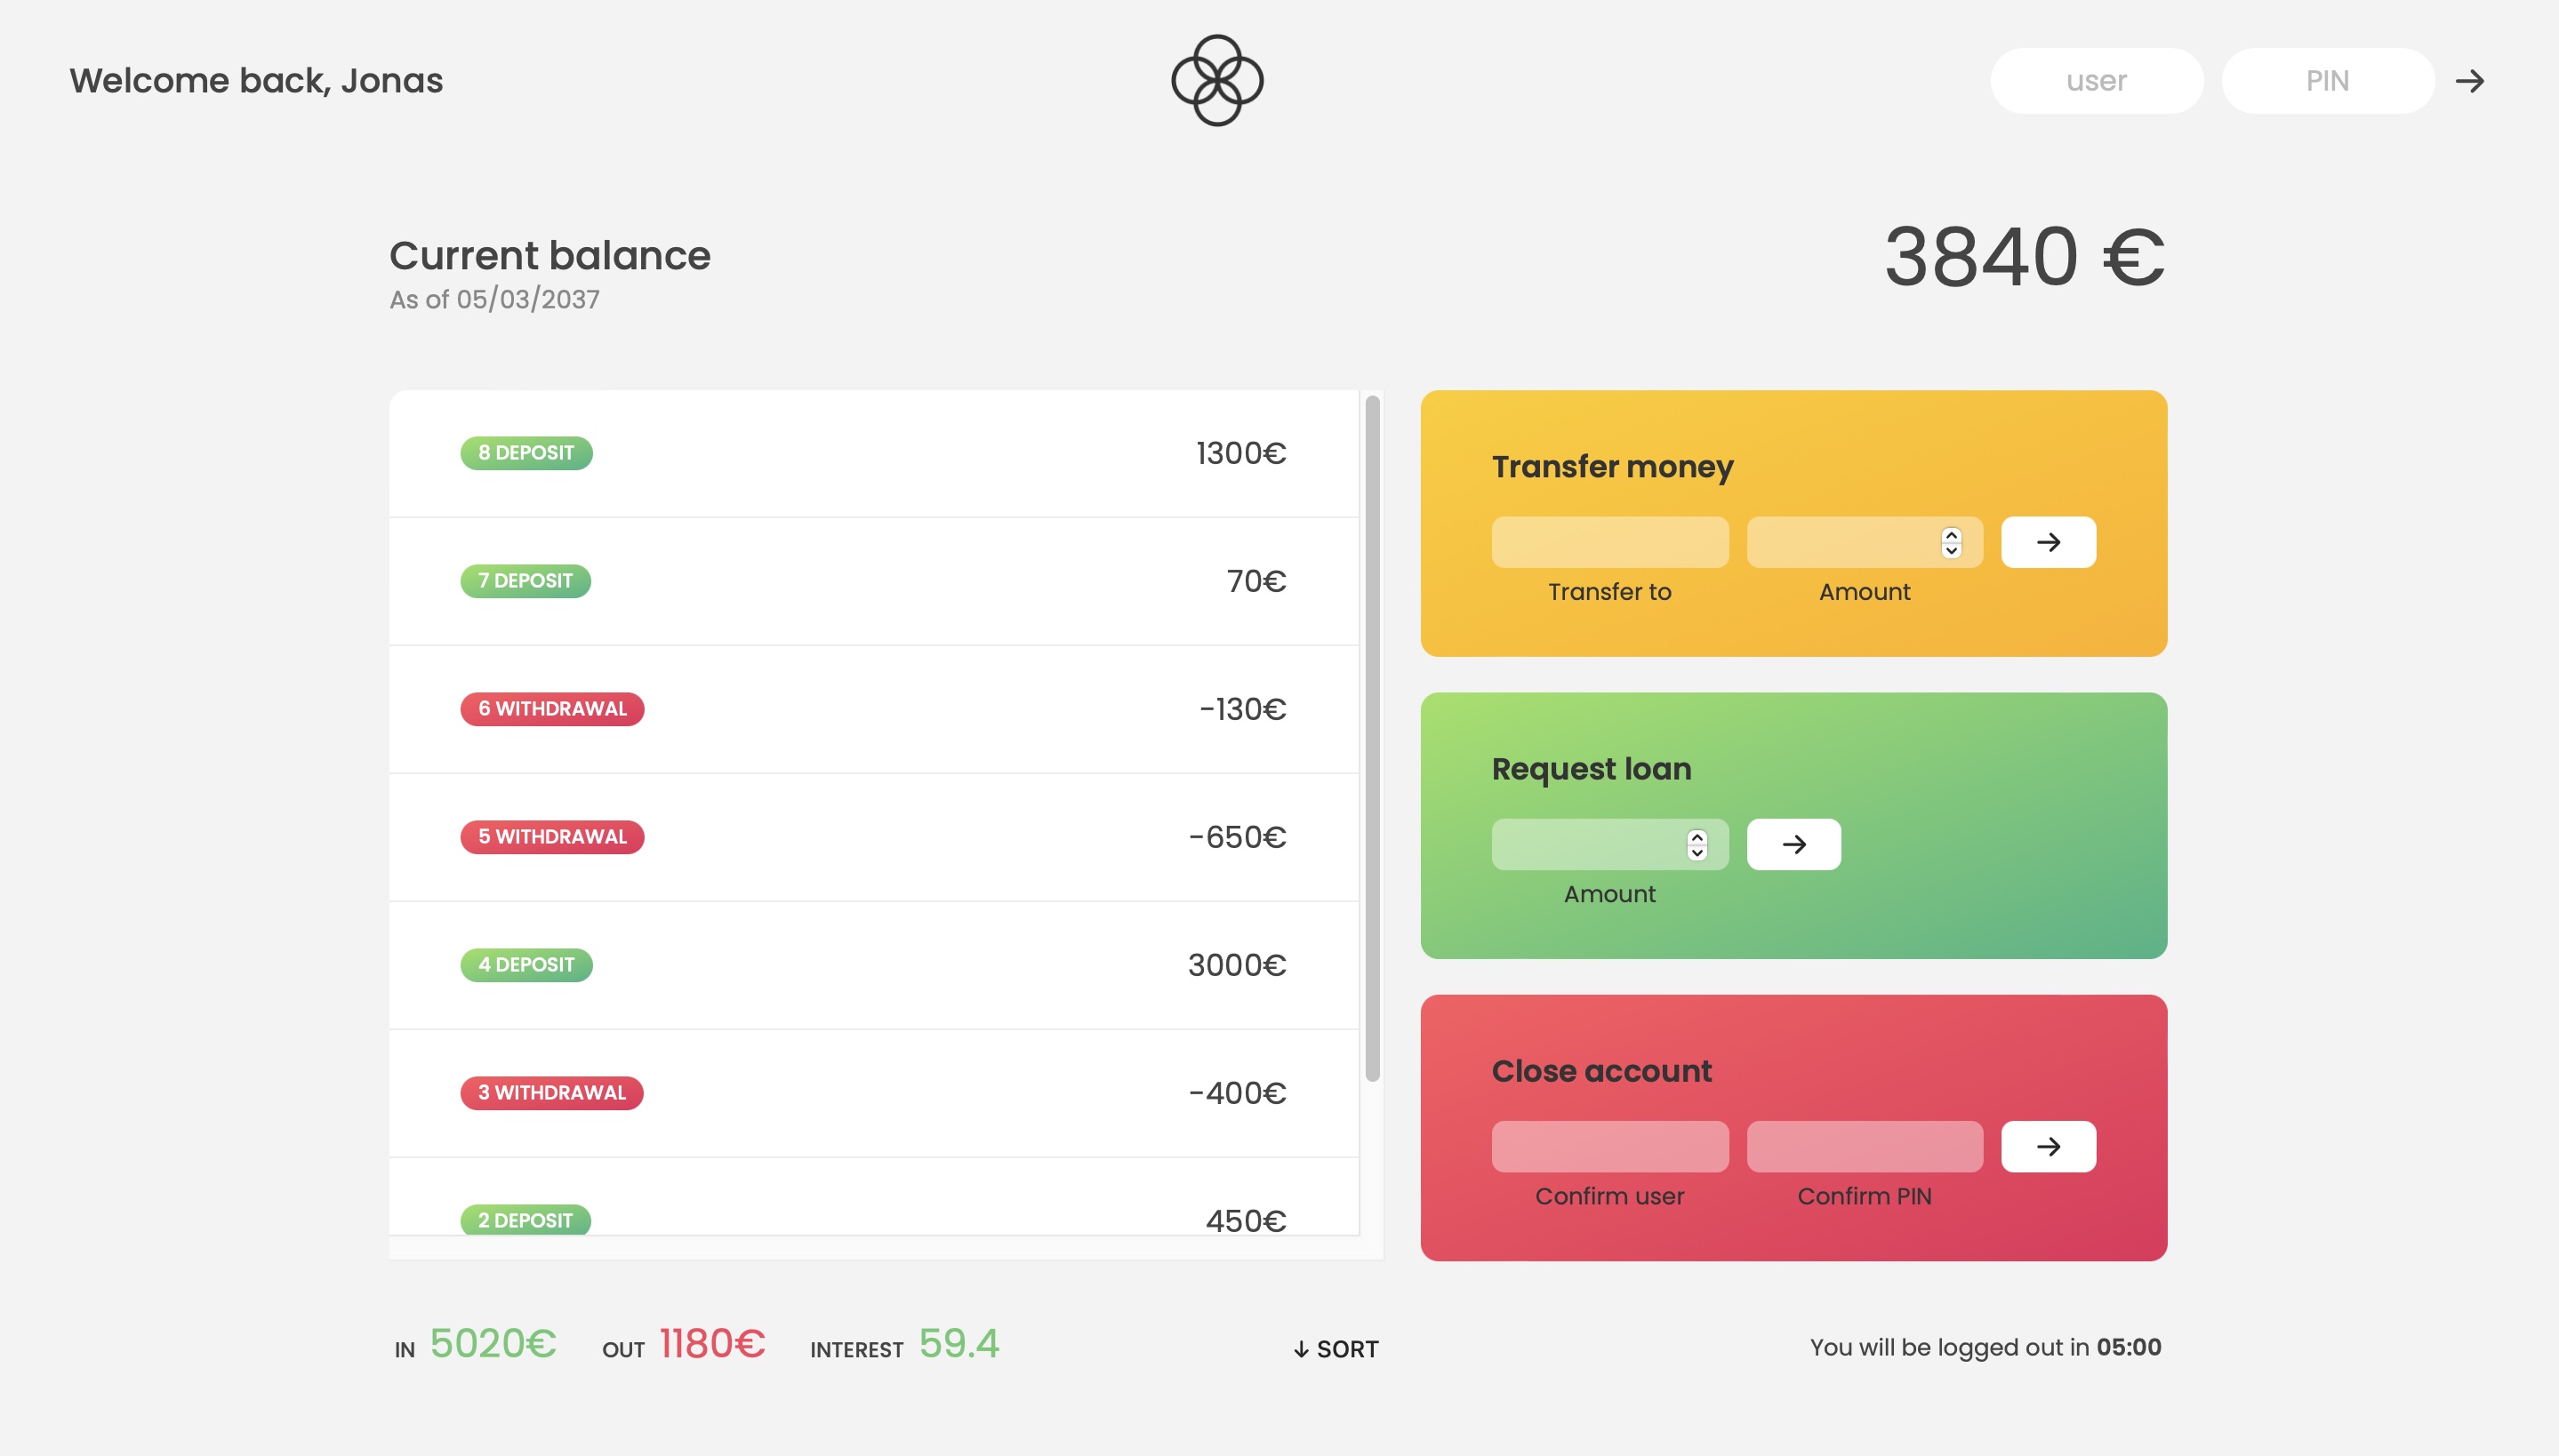 Welcome back, Jonas
user
PIN
Current balance
As of 05/03/2037
3840 €
8 DEPOSIT 1300€
7 DEPOSIT 70€
6 WITHDRAWAL -130€
5 WITHDRAWAL -650€
4 DEPOSIT 3000€
3 WITHDRAWAL -400€
2 DEPOSIT 450€
Transfer money
Transfer to Amount
Request loan
Amount
Close account
Confirm user Confirm PIN
IN 5020€ OUT 1180€ INTEREST 59.4
↓ SORT
You will be logged out in 05:00